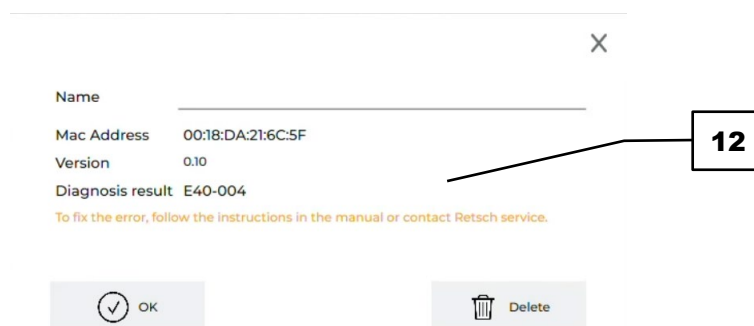 X
Name
Mac Address 00:18:DA:21:6C:5F
Version 0.10
Diagnosis result E40-004
To fix the error, follow the instructions in the manual or contact Retsch service.
OK
Delete
12